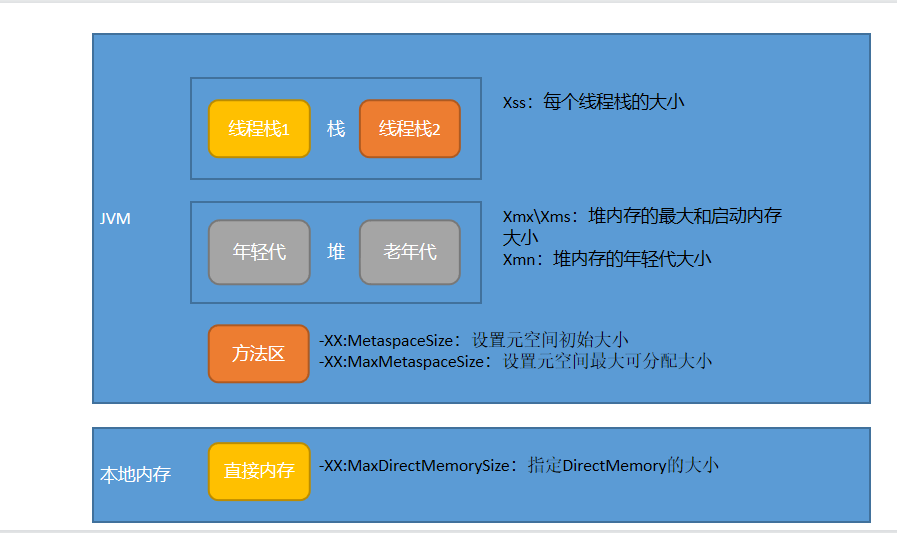 线程栈1
栈
线程栈2
Xss：每个线程栈的大小
JVM
年轻代
堆
老年代
Xmx\Xms：堆内存的最大和启动内存
大小
Xmn：堆内存的年轻代大小
方法区
-XX:MetaspaceSize：设置元空间初始大小
-XX:MaxMetaspaceSize：设置元空间最大可分配大小
本地内存
直接内存
-XX:MaxDirectMemorySize：指定DirectMemory的大小